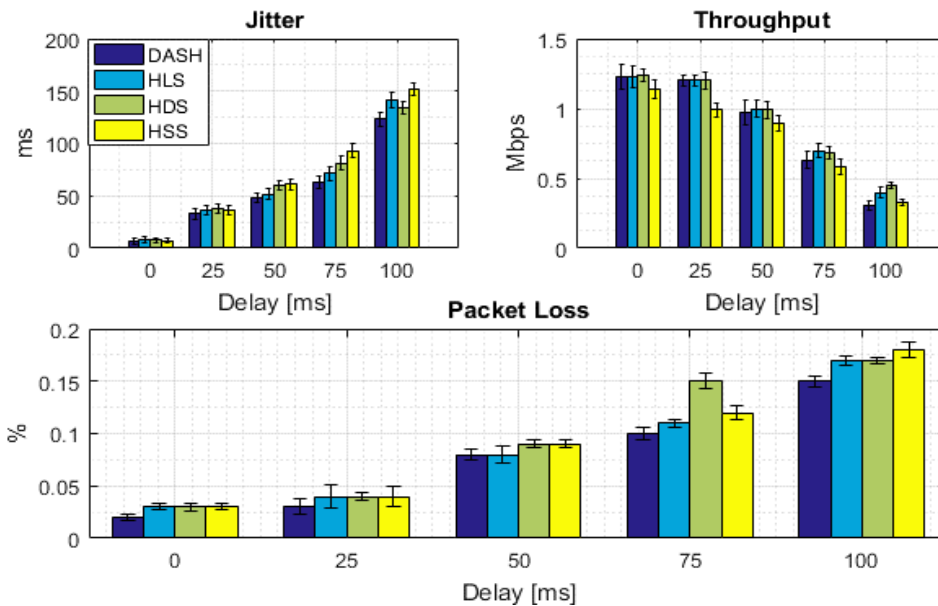 Jitter
200
150
100
50
0
ms
DASH
HLS
HDS
HSS
0 25 50 75 100
Delay [ms]
Throughput
1.5
1
0.5
0
Mbps
0 25 50 75 100
Delay [ms]
Packet Loss
0.2
0.15
0.1
0.05
0
%
0 25 50 75 100
Delay [ms]